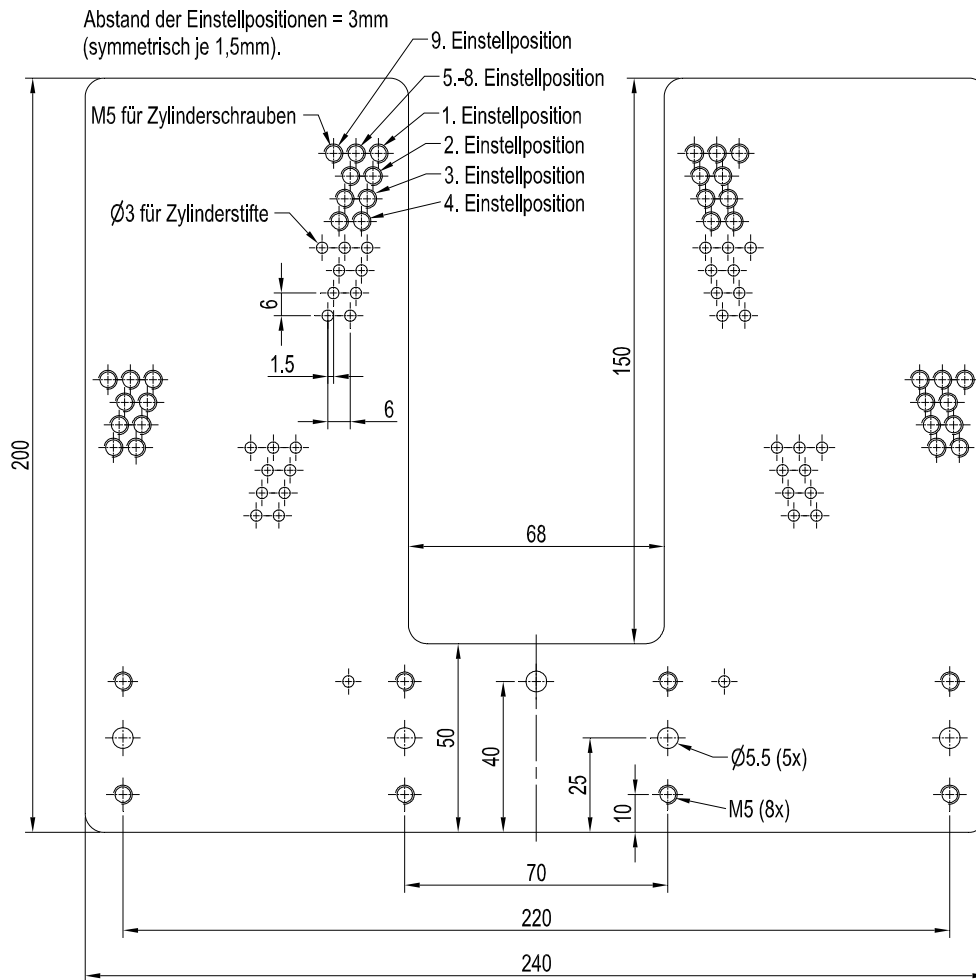 Abstand der Einstellpositionen = 3mm
(symmetrisch je 1,5mm).
9. Einstellposition
5.-8. Einstellposition
M5 für Zylinderschrauben
1. Einstellposition
2. Einstellposition
3. Einstellposition
4. Einstellposition
Ø3 für Zylinderstifte
6
1.5
6
150
200
68
50
40
25
10
Ø5.5 (5x)
M5 (8x)
70
220
240